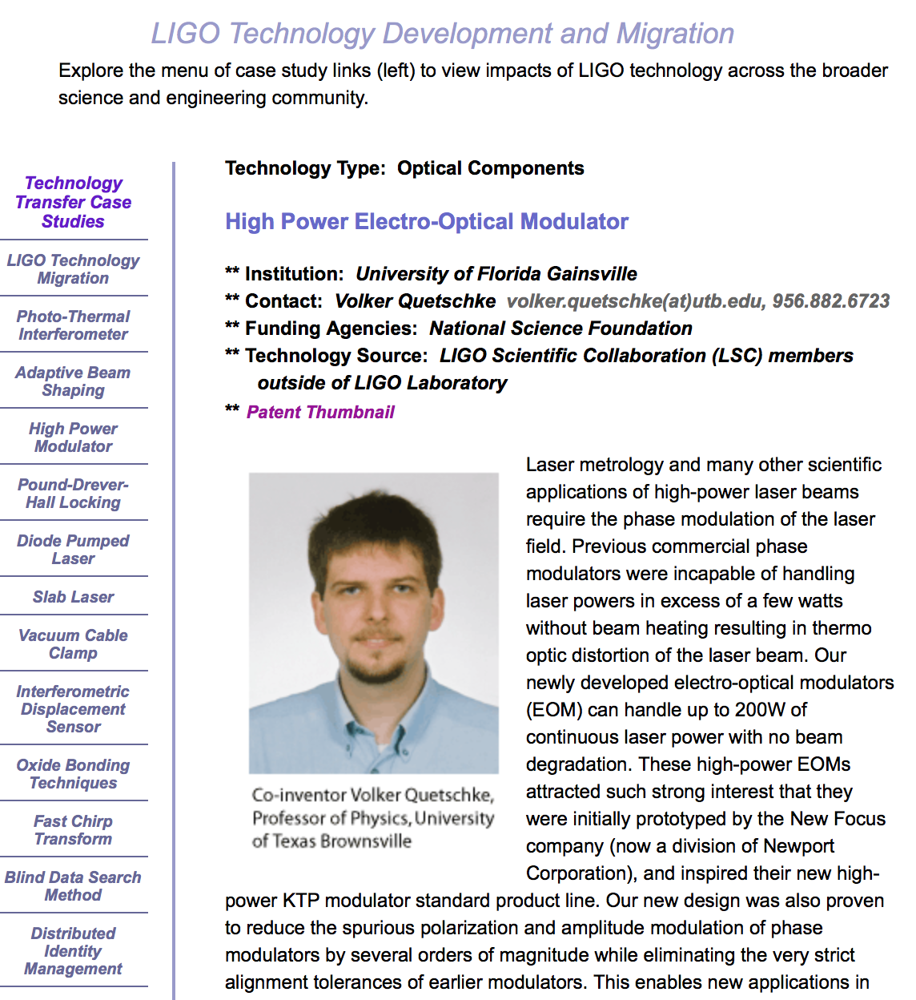 LIGO Technology Development and Migration
Explore the menu of case study links (left) to view impacts of LIGO technology across the broader
science and engineering community.
Technology
Transfer Case
Studies
LIGO Technology
Migration
Photo-Thermal
Interferometer
Adaptive Beam
Shaping
High Power
Modulator
Pound-Drever-
Hall Locking
Diode Pumped
Laser
Slab Laser
Vacuum Cable
Clamp
Interferometric
Displacement
Sensor
Oxide Bonding
Techniques
Fast Chirp
Transform
Blind Data Search
Method
Distributed
Identity
Management
Technology Type: Optical Components
High Power Electro-Optical Modulator
** Institution: University of Florida Gainsville
** Contact: Volker Quetschke volker.quetschke(at)utb.edu, 956.882.6723
** Funding Agencies: National Science Foundation
** Technology Source: LIGO Scientific Collaboration (LSC) members
outside of LIGO Laboratory
** Patent Thumbnail
Co-inventor Volker Quetschke,
Professor of Physics, University
of Texas Brownsville
Laser metrology and many other scientific
applications of high-power laser beams
require the phase modulation of the laser
field. Previous commercial phase
modulators were incapable of handling
laser powers in excess of a few watts
without beam heating resulting in thermo
optic distortion of the laser beam. Our
newly developed electro-optical modulators
(EOM) can handle up to 200W of
continuous laser power with no beam
degradation. These high-power EOMs
attracted such strong interest that they
were initially prototyped by the New Focus
company (now a division of Newport
Corporation), and inspired their new high-
power KTP modulator standard product line. Our new design was also proven
to reduce the spurious polarization and amplitude modulation of phase
modulators by several orders of magnitude while eliminating the very strict
alignment tolerances of earlier modulators. This enables new applications in